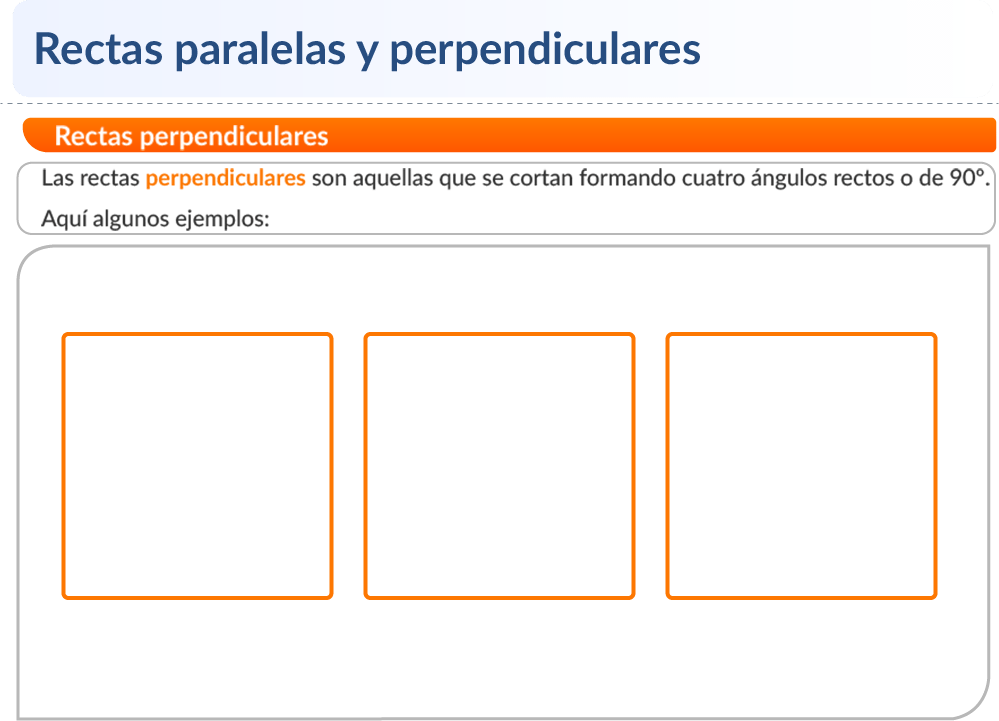 Rectas paralelas y perpendiculares
Rectas perpendiculares
Las rectas perpendiculares son aquellas que se cortan formando cuatro ángulos rectos o de 90°.
Aquí algunos ejemplos: